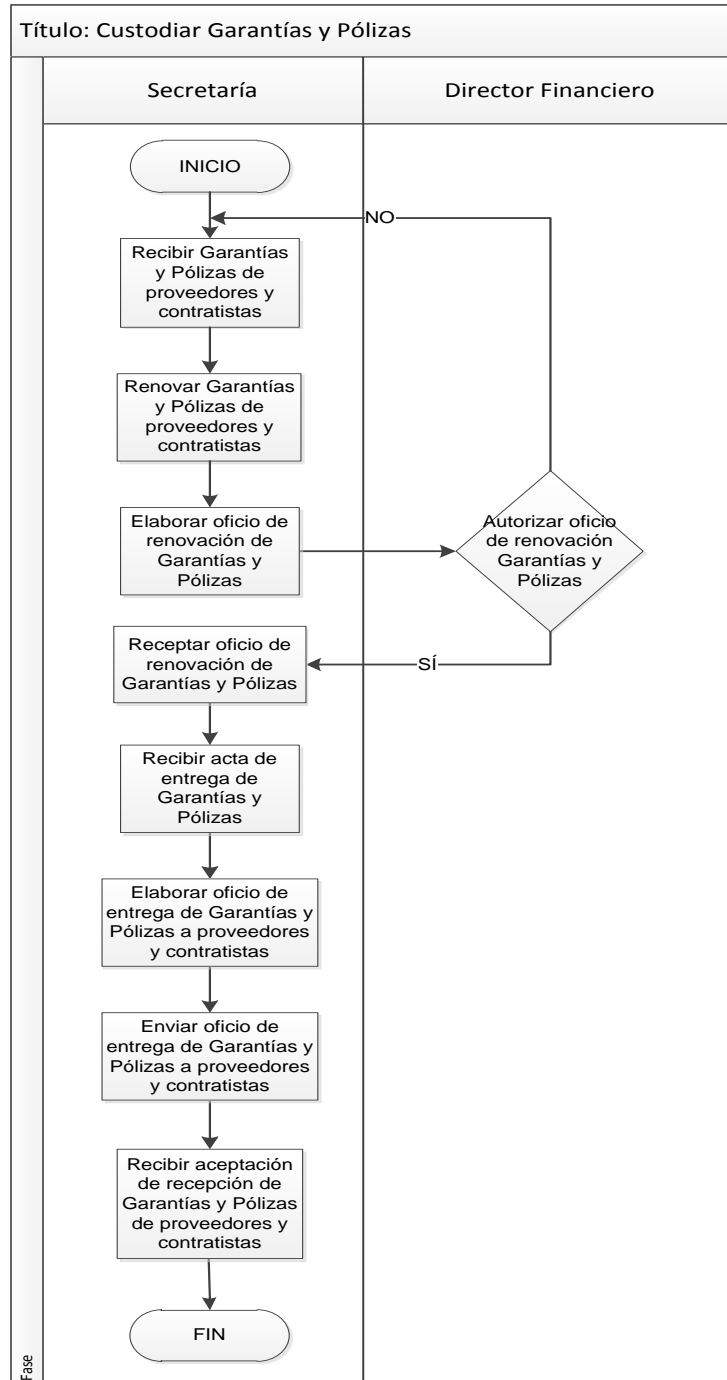 Título: Custodiar Garantías y Pólizas
Secretaría
Director Financiero
INICIO
NO
Recibir Garantías
y Pólizas de
proveedores y
contratistas
Renovar Garantías
y Pólizas de
proveedores y
contratistas
Elaborar oficio de
renovación de
Garantías y
Pólizas
Autorizar oficio
de renovación
Garantías y
Pólizas
Receptar oficio de
renovación de
Garantías y Pólizas
SÍ
Recibir acta de
entrega de
Garantías y
Pólizas
Elaborar oficio de
entrega de Garantías y
Pólizas a proveedores
y contratistas
Enviar oficio de
entrega de Garantías y
Pólizas a proveedores
y contratistas
Recibir aceptación
de recepción de
Garantías y Pólizas
de proveedores y
contratistas
FIN
Fase